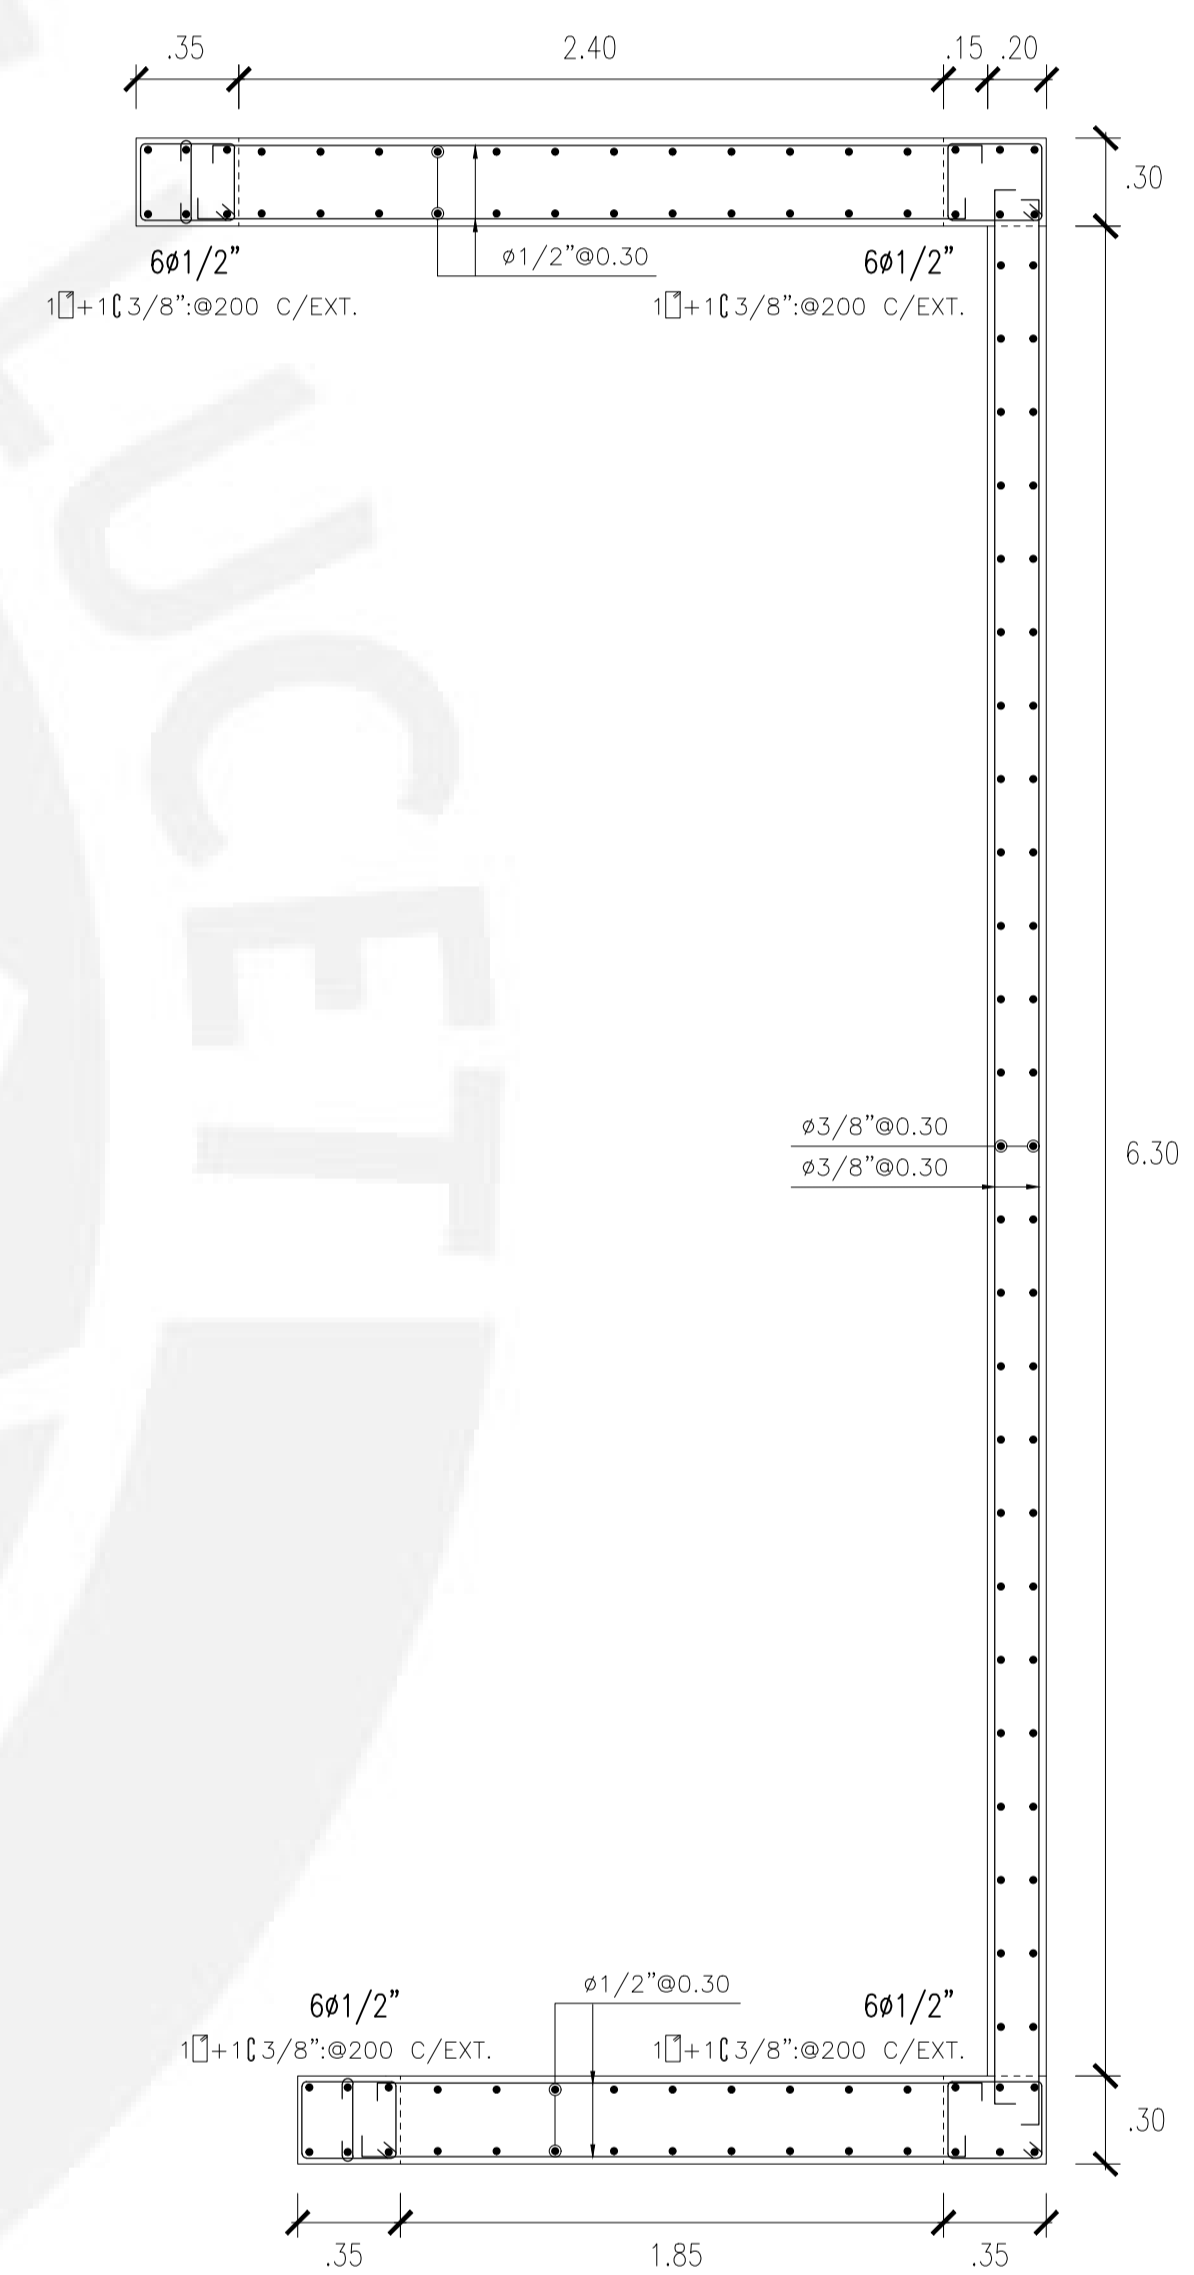 .35 2.40 .15 .20
.30
6ø1/2" ø1/2"@0.30 6ø1/2"
1+1 3/8":@200 C/EXT. 1+1 3/8":@200 C/EXT.
UCET
ø3/8"@0.30
6.30
ø3/8"@0.30
6ø1/2" ø1/2"@0.30 6ø1/2"
1+1 3/8":@200 C/EXT. 1+1 3/8":@200 C/EXT.
.30
.35 1.85 .35